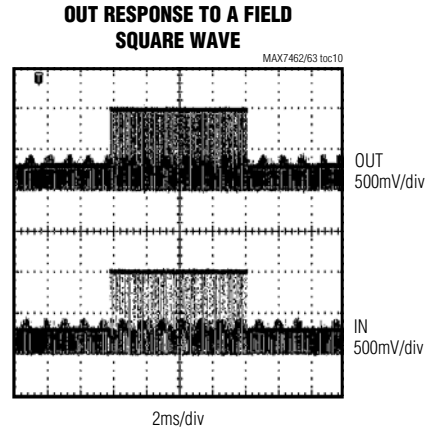 OUT RESPONSE TO A FIELD
SQUARE WAVE
MAX7462/63 toc10
OUT
500mV/div
IN
500mV/div
2ms/div